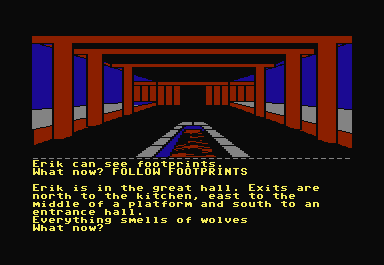 Erik can see footprints.
What now? FOLLOW FOOTPRINTS
Erik is in the great hall. Exits are
north to the kitchen, east to the
middle of a platform and south to an
entrance hall.
Everything smells of wolves
What now?